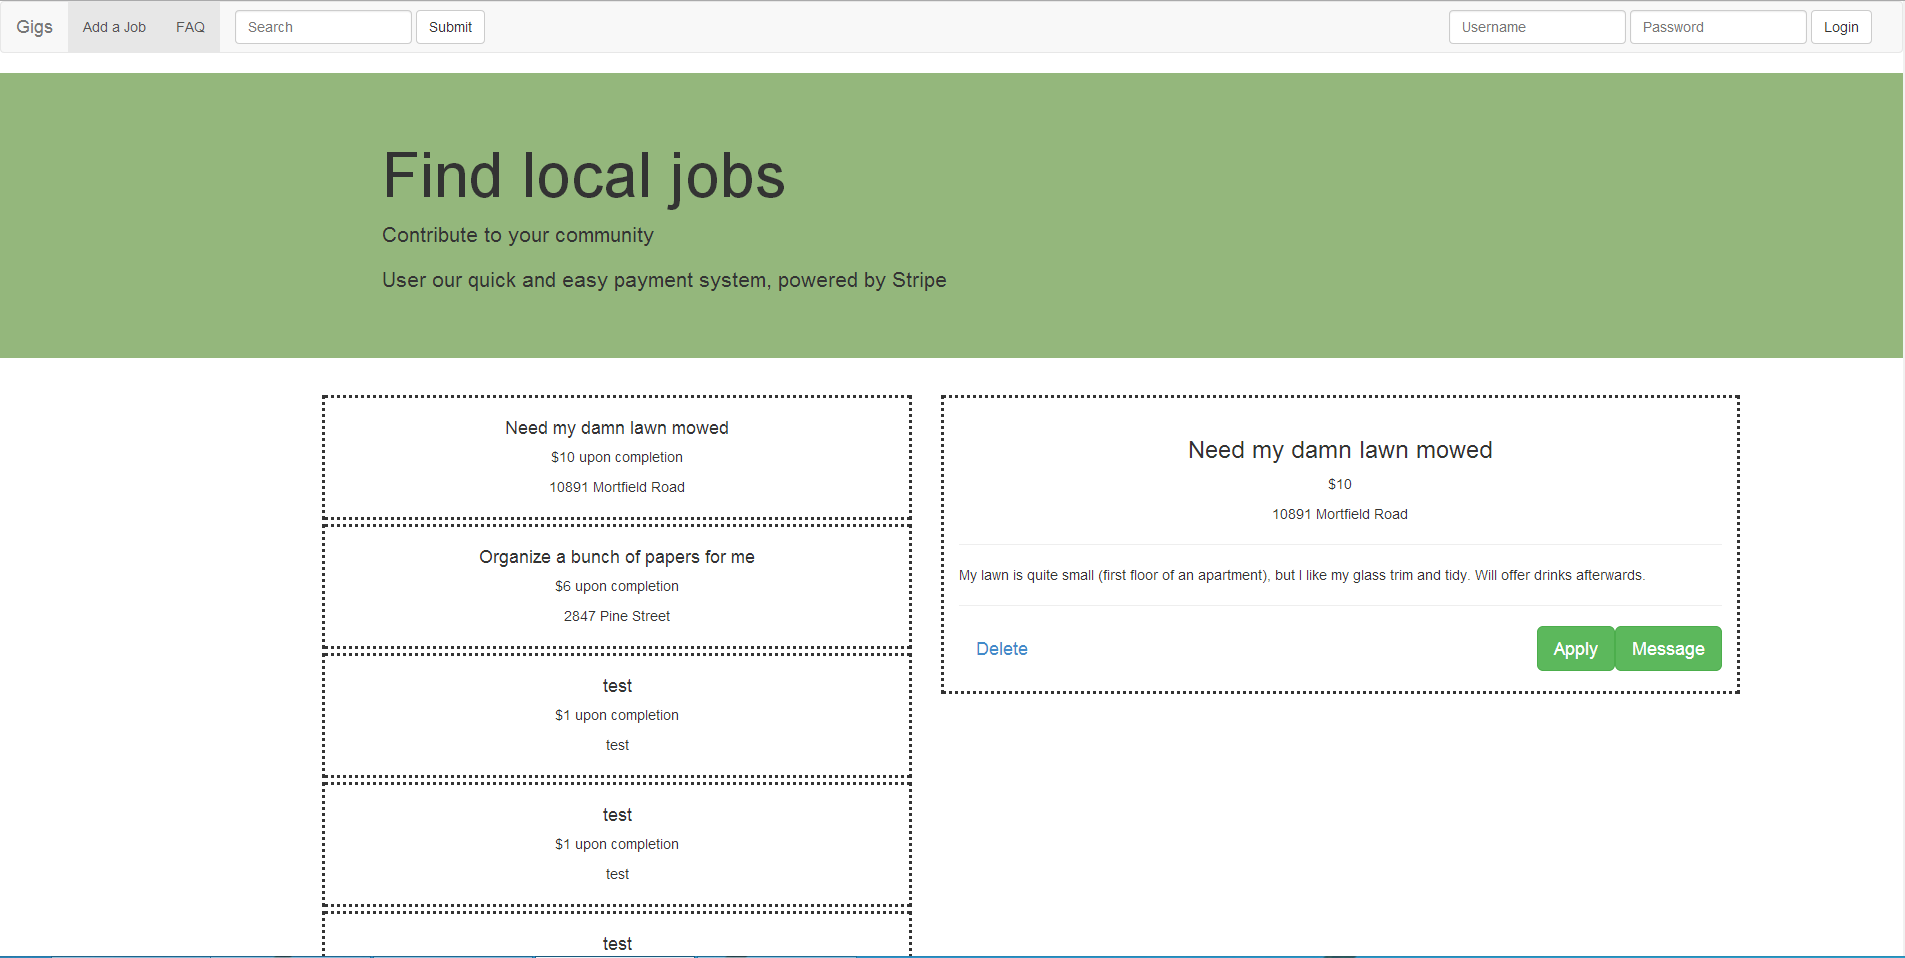 Gigs Add a Job FAQ Search Submit Username Password Login
Find local jobs
Contribute to your community
User our quick and easy payment system, powered by Stripe
Need my damn lawn mowed
$10 upon completion
10891 Mortfield Road
Organize a bunch of papers for me
$6 upon completion
2847 Pine Street
test
$1 upon completion
test
test
$1 upon completion
test
test
Need my damn lawn mowed
$10
10891 Mortfield Road
My lawn is quite small (first floor of an apartment), but I like my glass trim and tidy. Will offer drinks afterwards.
Delete Apply Message